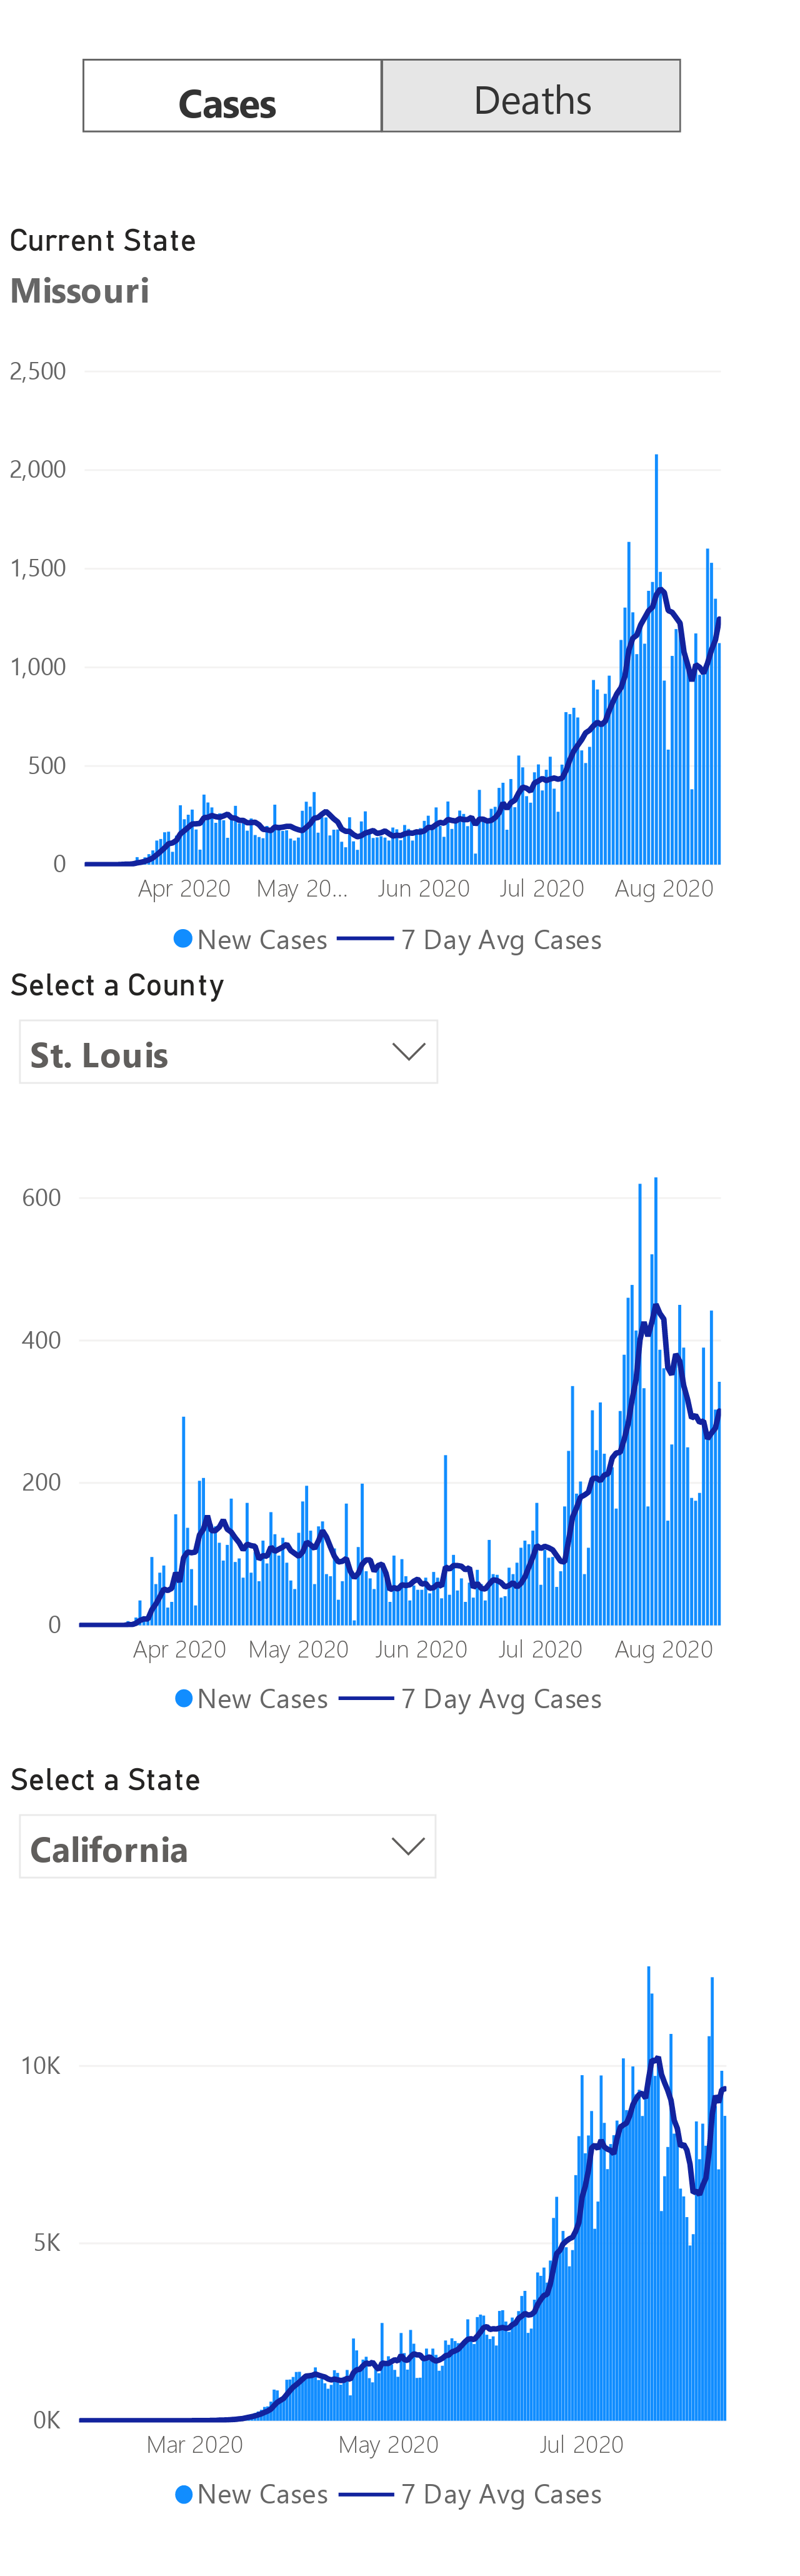 Cases Deaths
Current State
Missouri
2,500
2,000
1,500
1,000
500
0
Apr 2020 May 20... Jun 2020 Jul 2020 Aug 2020
New Cases 7 Day Avg Cases
Select a County
St. Louis
600
400
200
0
Apr 2020 May 2020 Jun 2020 Jul 2020 Aug 2020
New Cases 7 Day Avg Cases
Select a State
California
10K
5K
0K
Mar 2020 May 2020 Jul 2020
New Cases 7 Day Avg Cases